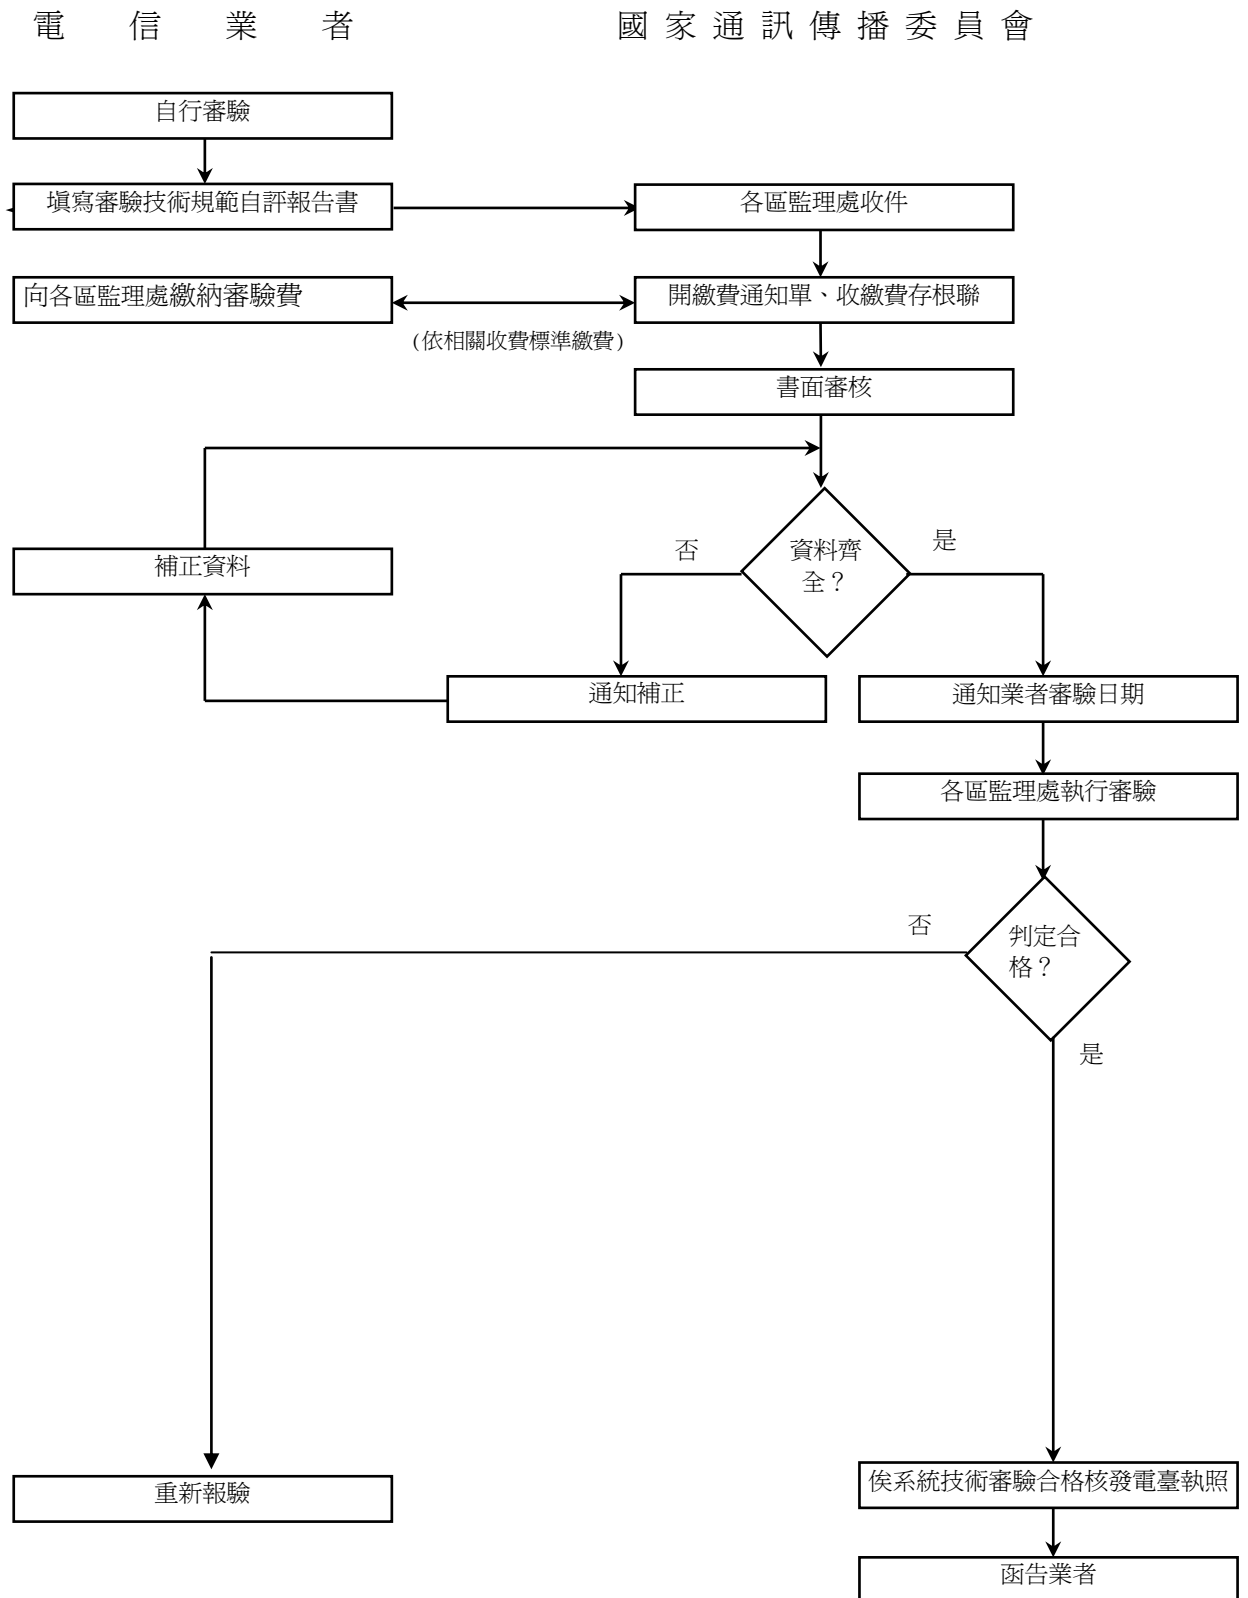 電信業者 國家通訊傳播委員會
自行審驗
填寫審驗技術規範自評報告書 各區監理處收件
向各區監理處繳納審驗費 開繳費通知單、收繳費存根聯
(依相關收費標準繳費)
書面審核
否 資料齊 是
全？
補正資料
通知補正 通知業者審驗日期
各區監理處執行審驗
否 判定合
格？
是
重新報驗 俟系統技術審驗合格核發電臺執照
函告業者